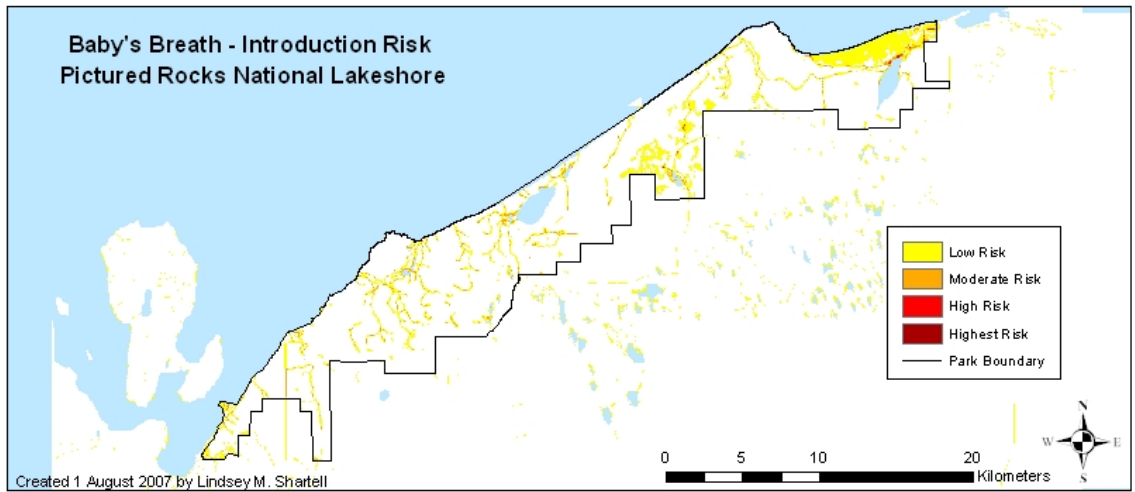 Baby's Breath - Introduction Risk
Pictured Rocks National Lakeshore
Low Risk
Moderate Risk
High Risk
Highest Risk
Park Boundary
N
W E
S
0 5 10 20
Kilometers
Created 1 August 2007 by Lindsey M. Shartell